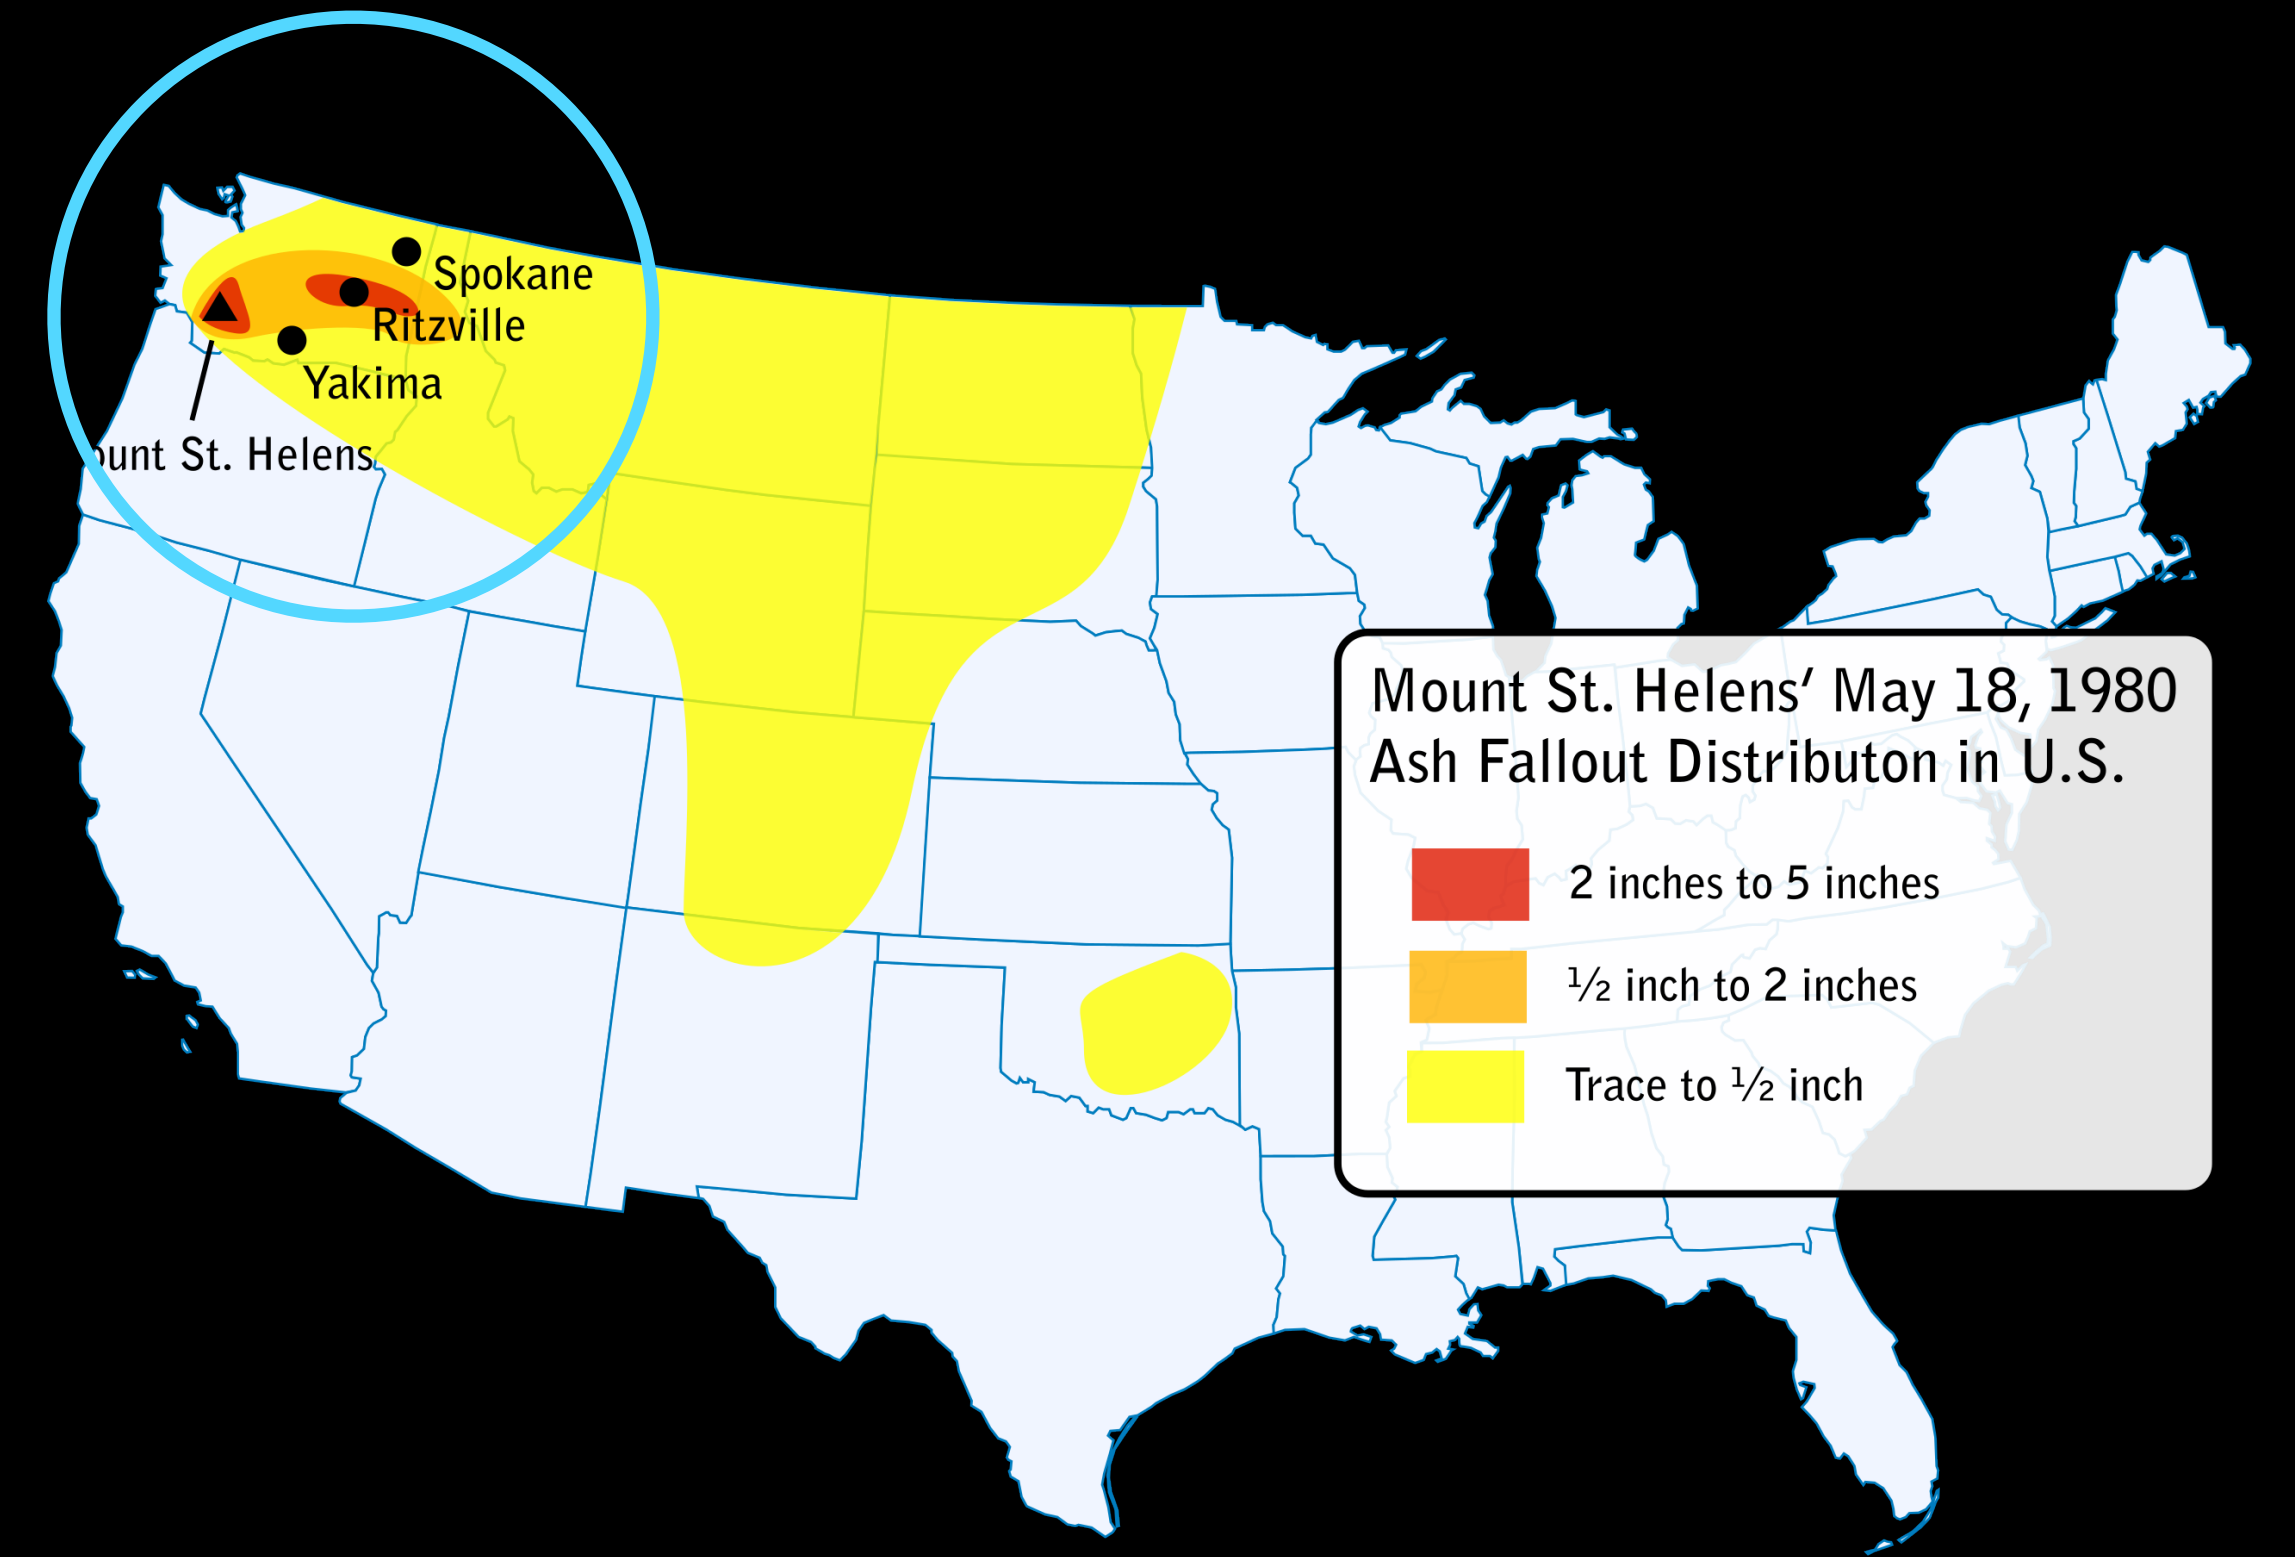 Spokane
Ritzville
Yakima
ount St. Helens
Mount St. Helens' May 18, 1980
Ash Fallout Distributon in U.S.
2 inches to 5 inches
½ inch to 2 inches
Trace to ½ inch